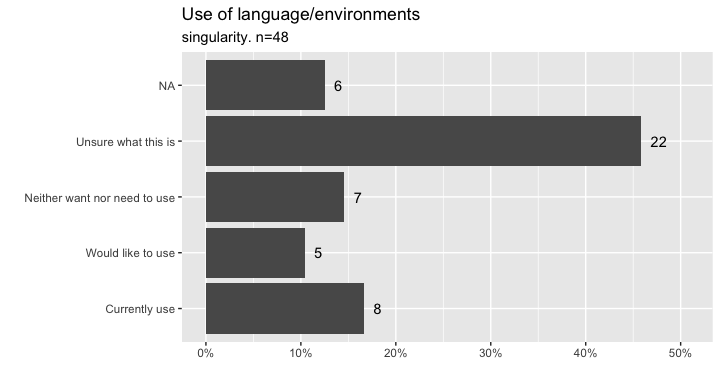 Use of language/environments
singularity. n=48
NA 6
Unsure what this is 22
Neither want nor need to use 7
Would like to use 5
Currently use 8
0% 10% 20% 30% 40% 50%